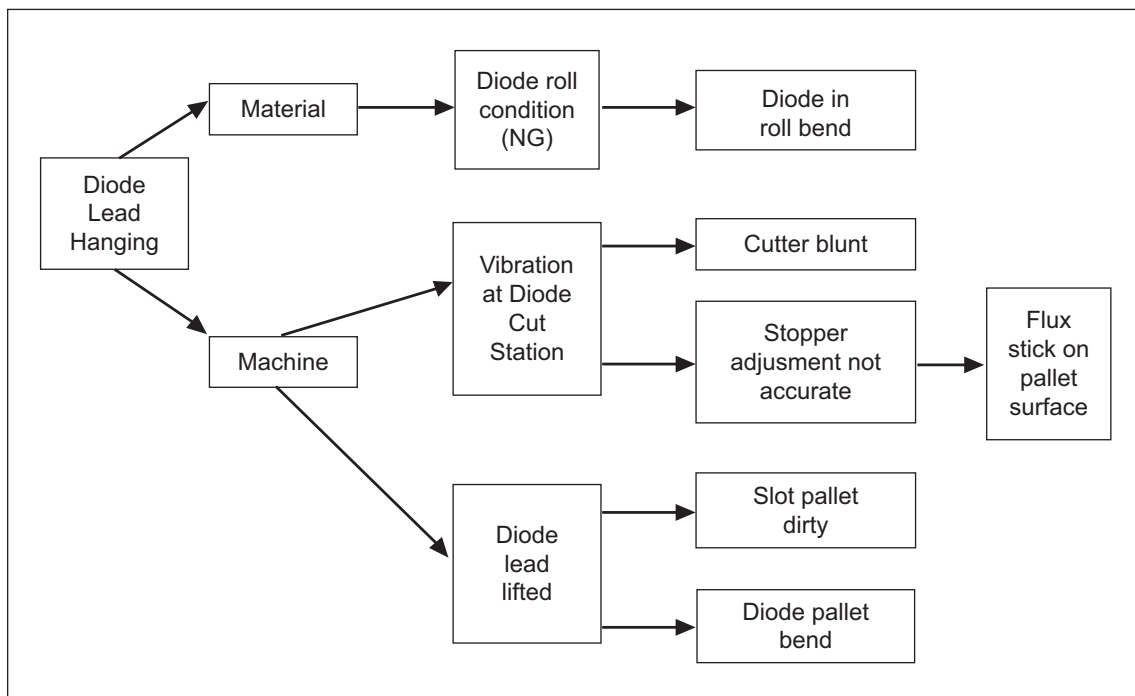 Diode
Lead
Hanging
Material
Diode roll
condition
(NG)
Diode in
roll bend
Machine
Vibration
at Diode
Cut
Station
Cutter blunt
Stopper
adjusment not
accurate
Flux
stick on
pallet
surface
Diode
lead
lifted
Slot pallet
dirty
Diode pallet
bend